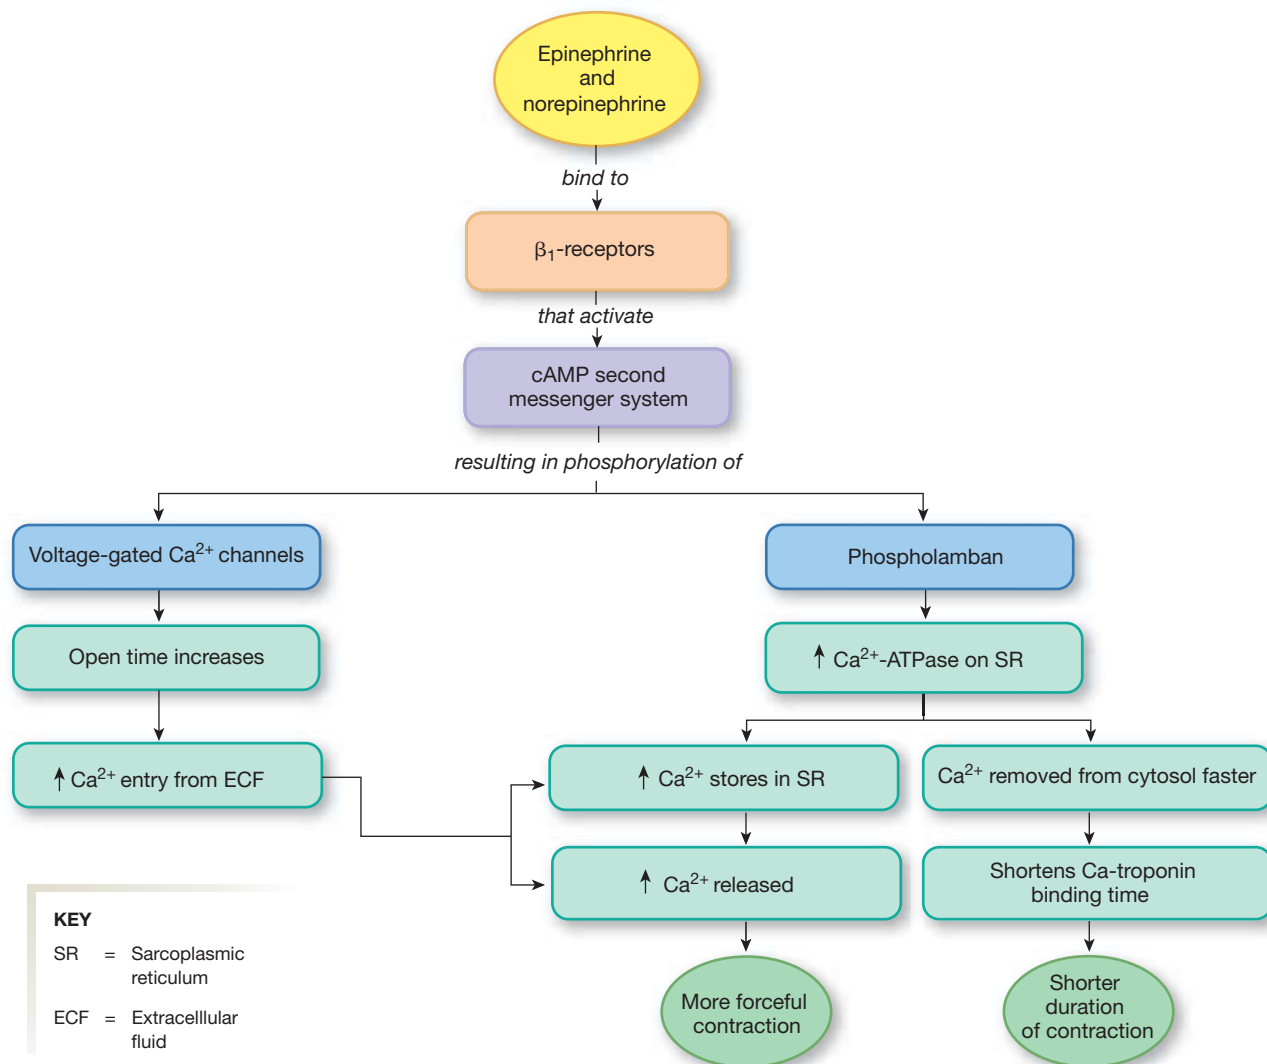 Epinephrine
and
norepinephrine
bind to
β₁-receptors
that activate
cAMP second
messenger system
resulting in phosphorylation of
Voltage-gated Ca²⁺ channels
Phospholamban
Open time increases
↑ Ca²⁺-ATPase on SR
↑ Ca²⁺ entry from ECF
↑ Ca²⁺ stores in SR
Ca²⁺ removed from cytosol faster
↑ Ca²⁺ released
Shortens Ca-troponin
binding time
More forceful
contraction
Shorter
duration
of contraction
KEY
SR = Sarcoplasmic
reticulum
ECF = Extracelllular
fluid